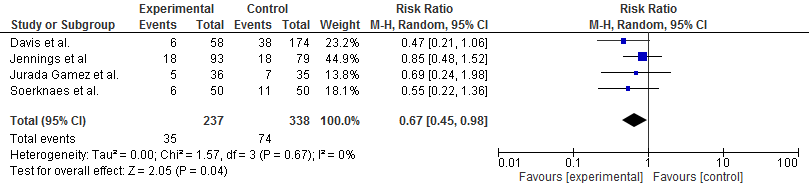 Experimental Control Risk Ratio Risk Ratio
Study or Subgroup Events Total Events Total Weight M-H, Random, 95% CI M-H, Random, 95% CI
Davis et al. 6 58 38 174 23.2% 0.47 [0.21, 1.06]
Jennings et al 18 93 18 79 44.9% 0.85 [0.48, 1.52]
Jurada Gamez et al. 5 36 7 35 13.8% 0.69 [0.24, 1.98]
Soerknaes et al. 6 50 11 50 18.1% 0.55 [0.22, 1.36]
Total (95% CI) 237 338 100.0% 0.67 [0.45, 0.98]
Total events 35 74
Heterogeneity: Tau² = 0.00; Chi² = 1.57, df = 3 (P = 0.67); I² = 0%
Test for overall effect: Z = 2.05 (P = 0.04)
0.01 0.1 1 10 100
Favours [experimental] Favours [control]